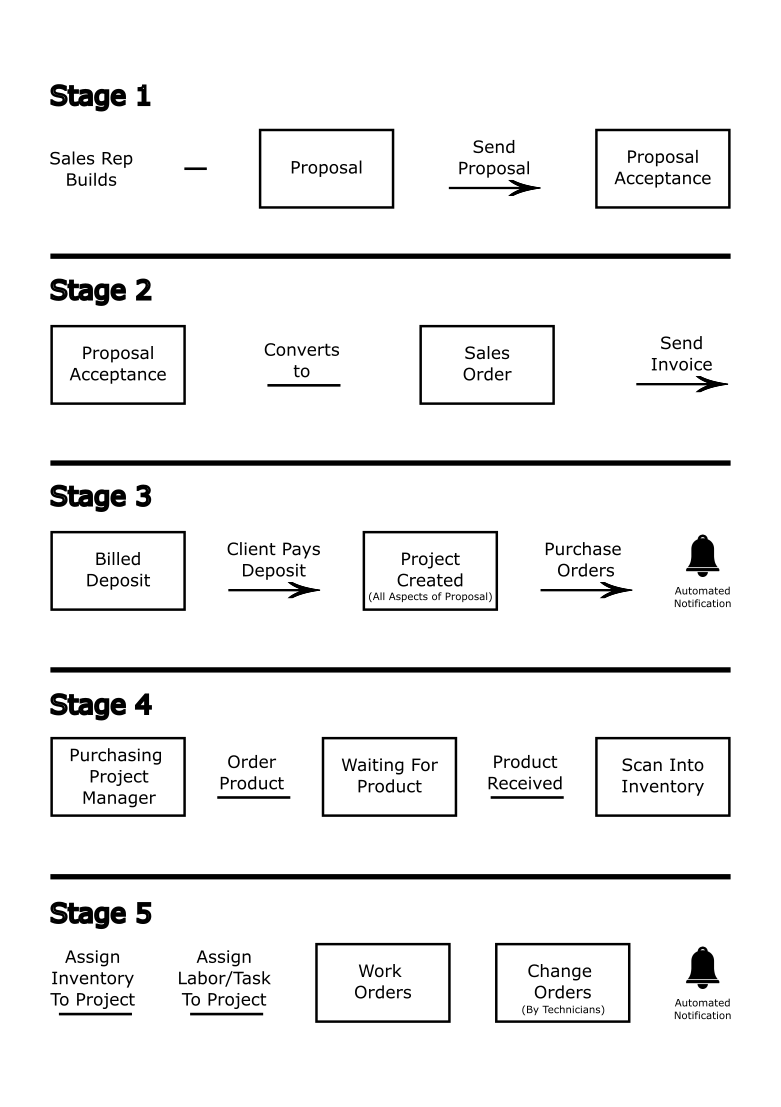 Stage 1
Sales Rep
Builds
Proposal
Send
Proposal
Proposal
Acceptance
Stage 2
Proposal
Acceptance
Converts
to
Sales
Order
Send
Invoice
Stage 3
Billed
Deposit
Client Pays
Deposit
Project
Created
(All Aspects of Proposal)
Purchase
Orders
Automated
Notification
Stage 4
Purchasing
Project
Manager
Order
Product
Waiting For
Product
Product
Received
Scan Into
Inventory
Stage 5
Assign
Inventory
To Project
Assign
Labor/Task
To Project
Work
Orders
Change
Orders
(By Technicians)
Automated
Notification